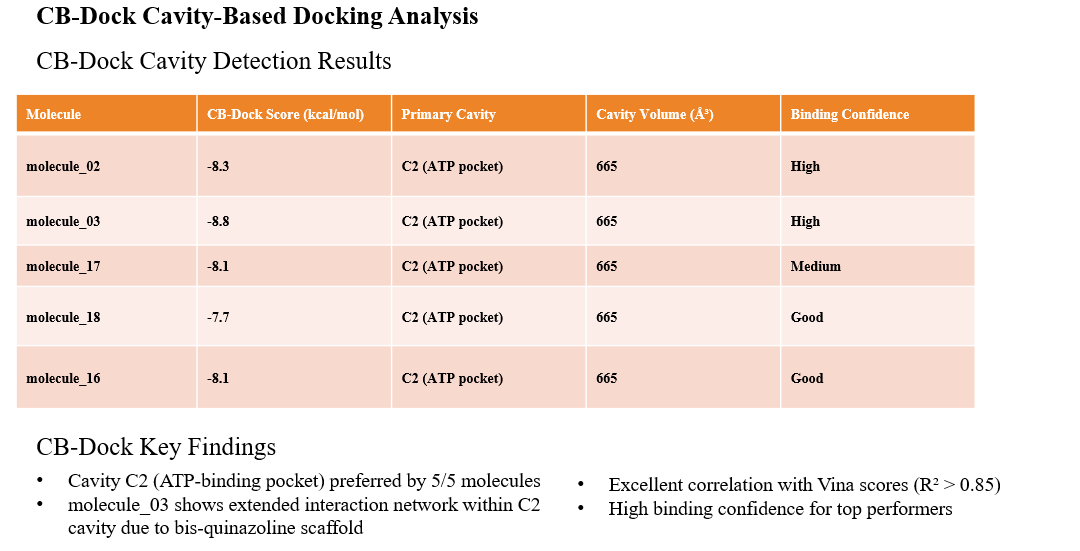 CB-Dock Cavity-Based Docking Analysis
CB-Dock Cavity Detection Results
Molecule CB-Dock Score (kcal/mol) Primary Cavity Cavity Volume (Å³) Binding Confidence
molecule_02 -8.3 C2 (ATP pocket) 665 High
molecule_03 -8.8 C2 (ATP pocket) 665 High
molecule_17 -8.1 C2 (ATP pocket) 665 Medium
molecule_18 -7.7 C2 (ATP pocket) 665 Good
molecule_16 -8.1 C2 (ATP pocket) 665 Good
CB-Dock Key Findings
• Cavity C2 (ATP-binding pocket) preferred by 5/5 molecules
• molecule_03 shows extended interaction network within C2
cavity due to bis-quinazoline scaffold
• Excellent correlation with Vina scores (R² > 0.85)
• High binding confidence for top performers